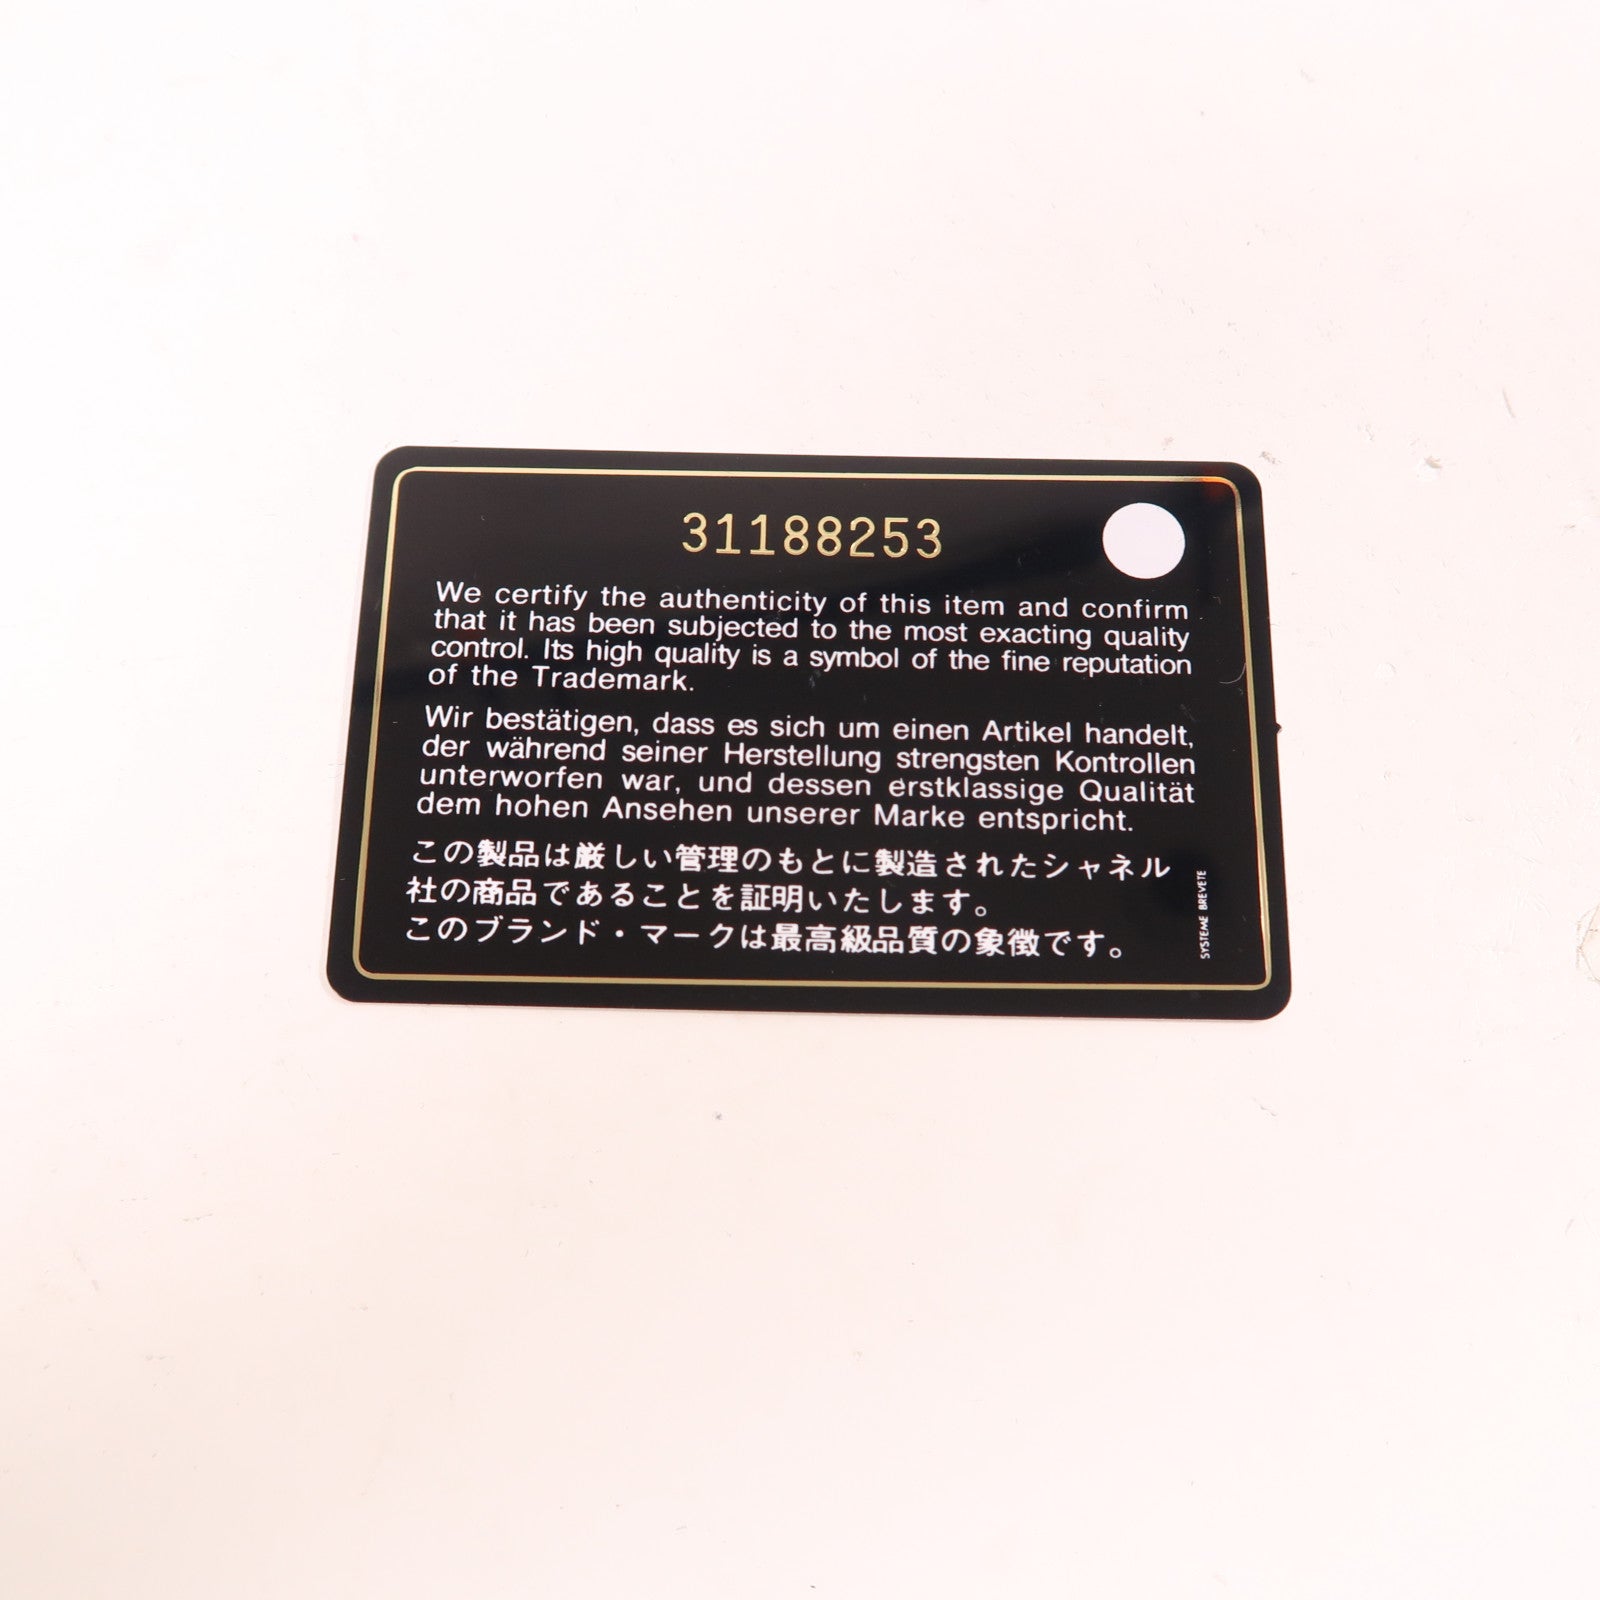 31188253
We certify the authenticity of this item and confirm
that it has been subjected to the most exacting quality
control. Its high quality is a symbol of the fine reputation
of the Trademark.
Wir bestätigen, dass es sich um einen Artikel handelt,
der während seiner Herstellung strengsten Kontrollen
unterworfen war, und dessen erstklassige Qualität
dem hohen Ansehen unserer Marke entspricht.
この製品は厳しい管理のもとに製造されたシャネル
社の商品であることを証明いたします。
このブランド・マークは最高級品質の象徴です。
SYSTEME BREVETE